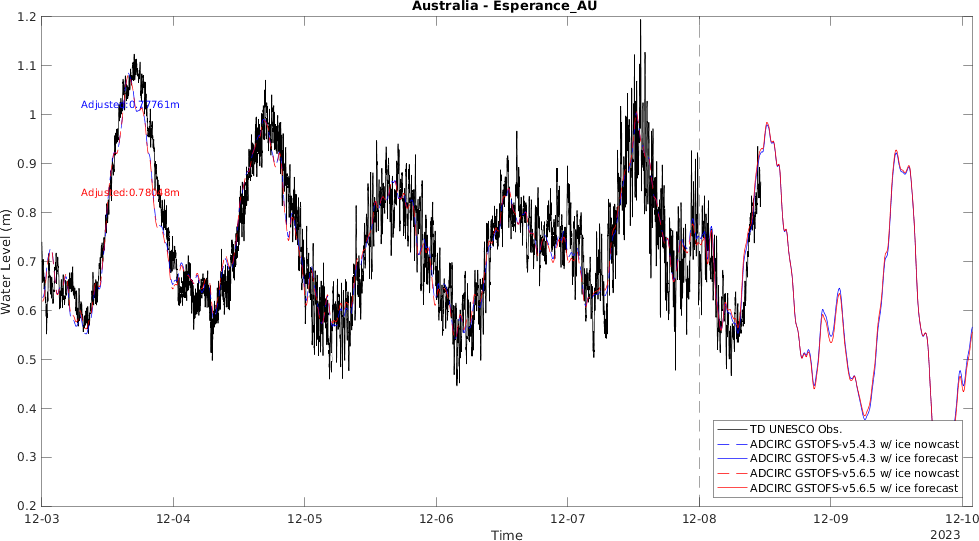 Australia - Esperance_AU
1.2
1.1
1
0.9
0.8
0.7
0.6
0.5
0.4
0.3
0.2
Water Level (m)
Adjusted:0.77761m
Adjusted:0.78048m
TD UNESCO Obs.
ADCIRC GSTOFS-v5.4.3 w/ ice nowcast
ADCIRC GSTOFS-v5.4.3 w/ ice forecast
ADCIRC GSTOFS-v5.6.5 w/ ice nowcast
ADCIRC GSTOFS-v5.6.5 w/ ice forecast
12-03 12-04 12-05 12-06 12-07 12-08 12-09 12-10
Time
2023